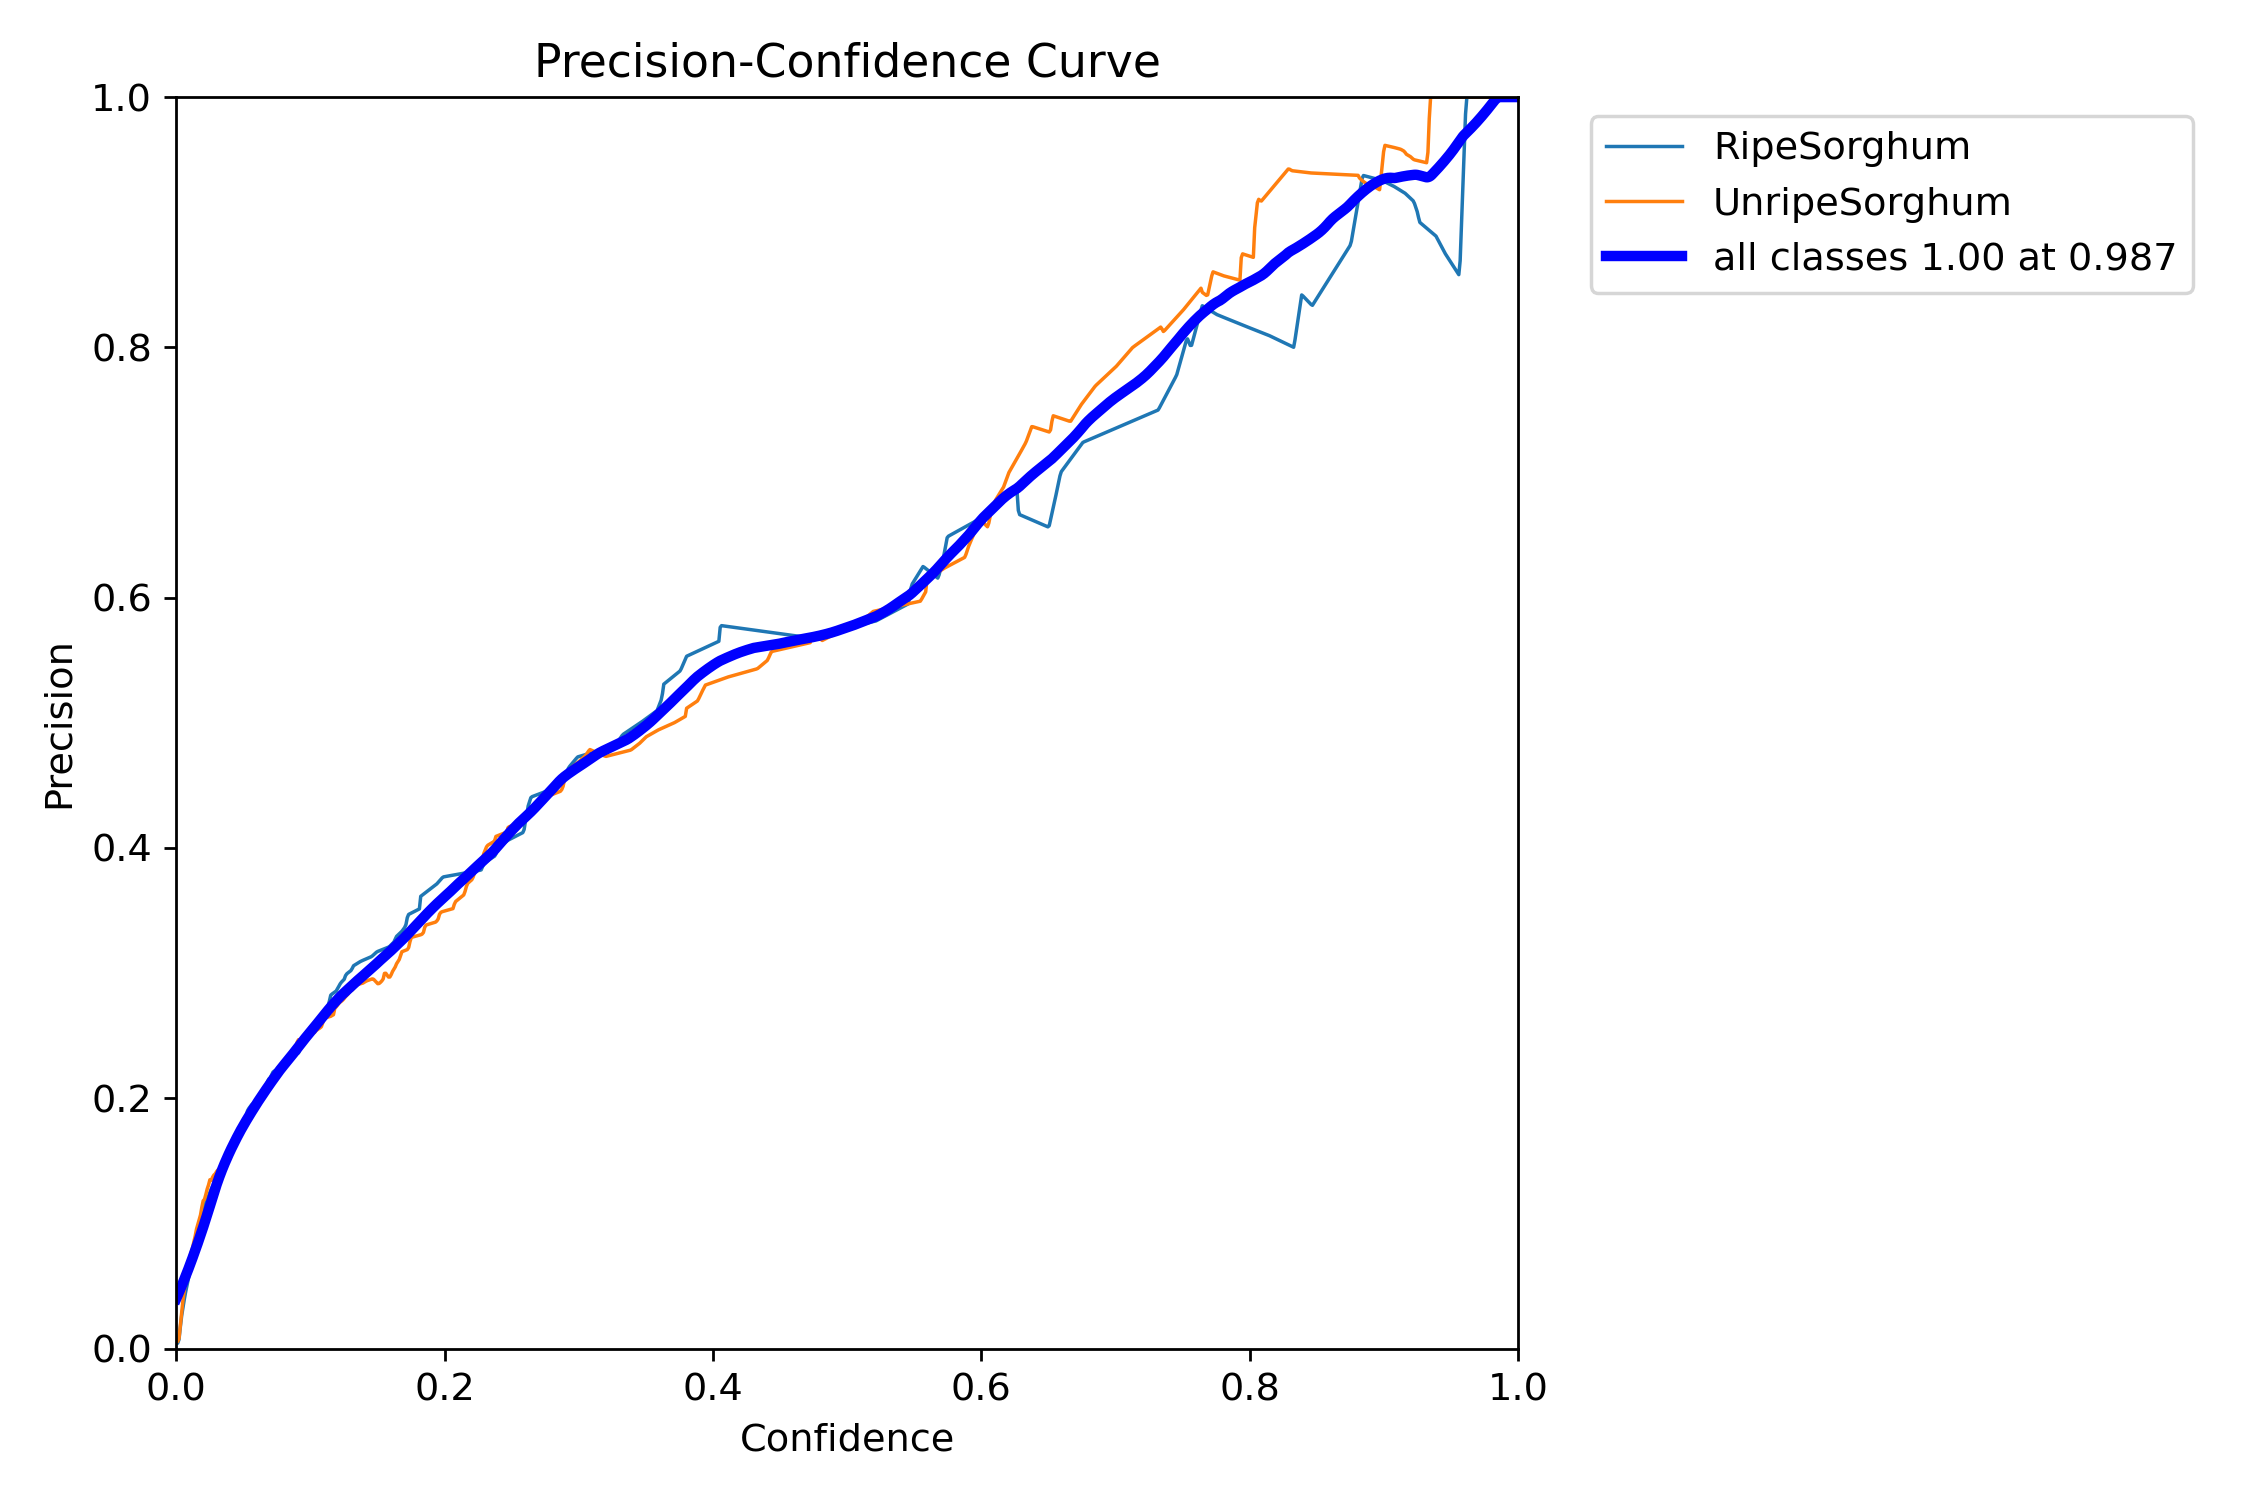 Precision-Confidence Curve
1.0
0.8
0.6
0.4
0.2
0.0
Precision
0.0 0.2 0.4 0.6 0.8 1.0
Confidence
RipeSorghum
UnripeSorghum
all classes 1.00 at 0.987